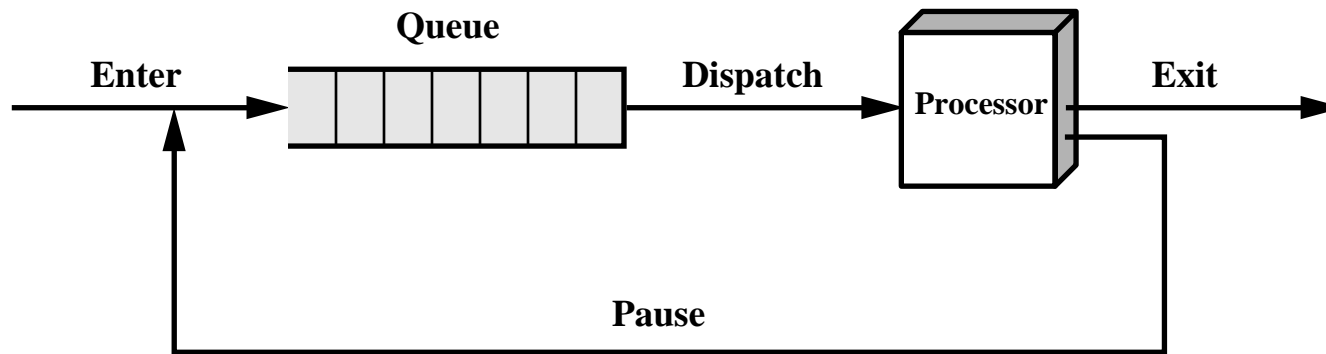 Queue
Enter
Dispatch
Processor
Exit
Pause